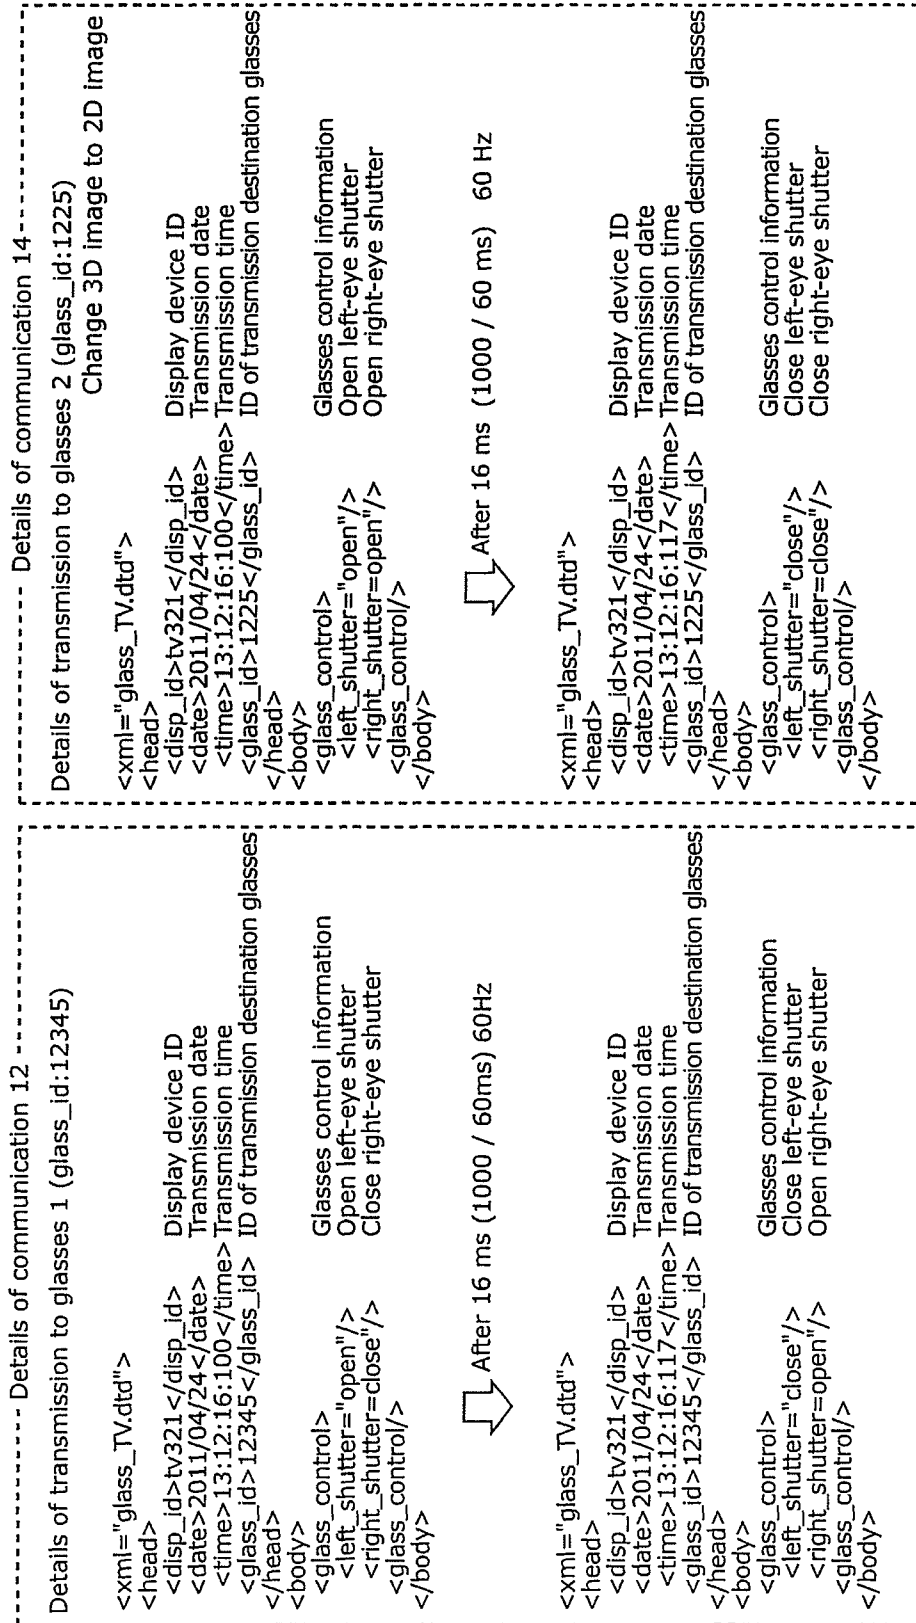 Details of communication 12
Details of transmission to glasses 1 (glass_id:12345)
<xml="glass_TV.dtd">
<head>
<disp_id>tv321</disp_id> Display device ID
<date>2011/04/24</date> Transmission date
<time>13:12:16:100</time> Transmission time
<glass_id>12345</glass_id> ID of transmission destination glasses
</head>
<body>
<glass_control> Glasses control information
<left_shutter="open"/> Open left-eye shutter
<right_shutter=close"/> Close right-eye shutter
<glass_control/>
</body>
After 16 ms (1000 / 60ms) 60Hz
<xml="glass_TV.dtd">
<head>
<disp_id>tv321</disp_id> Display device ID
<date>2011/04/24</date> Transmission date
<time>13:12:16:117</time> Transmission time
<glass_id>12345</glass_id> ID of transmission destination glasses
</head>
<body>
<glass_control> Glasses control information
<left_shutter="close"/> Close left-eye shutter
<right_shutter=open"/> Open right-eye shutter
<glass_control/>
</body>
Details of communication 14
Details of transmission to glasses 2 (glass_id:1225)
Change 3D image to 2D image
<xml="glass_TV.dtd">
<head>
<disp_id>tv321</disp_id> Display device ID
<date>2011/04/24</date> Transmission date
<time>13:12:16:100</time> Transmission time
<glass_id>1225</glass_id> ID of transmission destination glasses
</head>
<body>
<glass_control> Glasses control information
<left_shutter="open"/> Open left-eye shutter
<right_shutter=open"/> Open right-eye shutter
<glass_control/>
</body>
After 16 ms (1000 / 60 ms) 60 Hz
<xml="glass_TV.dtd">
<head>
<disp_id>tv321</disp_id> Display device ID
<date>2011/04/24</date> Transmission date
<time>13:12:16:117</time> Transmission time
<glass_id>1225</glass_id> ID of transmission destination glasses
</head>
<body>
<glass_control> Glasses control information
<left_shutter="close"/> Close left-eye shutter
<right_shutter=close"/> Close right-eye shutter
<glass_control/>
</body>